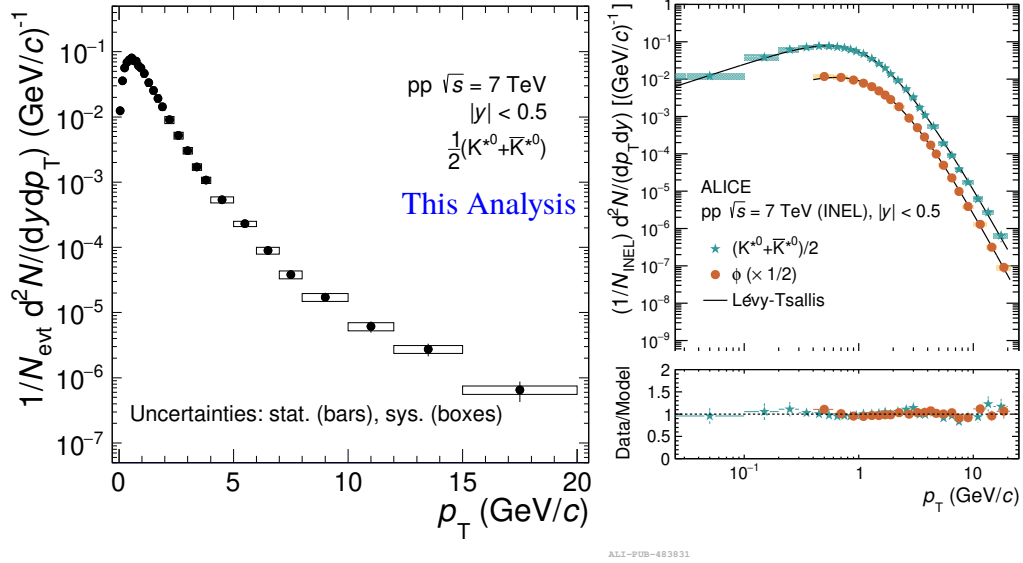 1/N_evt d²N/(dydp_T) (GeV/c)⁻¹
10⁻¹
10⁻²
10⁻³
10⁻⁴
10⁻⁵
10⁻⁶
10⁻⁷
pp √s = 7 TeV
|y| < 0.5
½(K*⁰+K̅*⁰)
This Analysis
Uncertainties: stat. (bars), sys. (boxes)
0 5 10 15 20
p_T (GeV/c)
(1/N_INEL) d²N/(dp_Tdy) [(GeV/c)⁻¹]
1
10⁻¹
10⁻²
10⁻³
10⁻⁴
10⁻⁵
10⁻⁶
10⁻⁷
10⁻⁸
10⁻⁹
ALICE
pp √s = 7 TeV (INEL), |y| < 0.5
(K*⁰+K̅*⁰)/2
ϕ (× 1/2)
Lévy-Tsallis
Data/Model
2
1.5
1
0.5
10⁻¹ 1 10
p_T (GeV/c)
ALI-PUB-483831